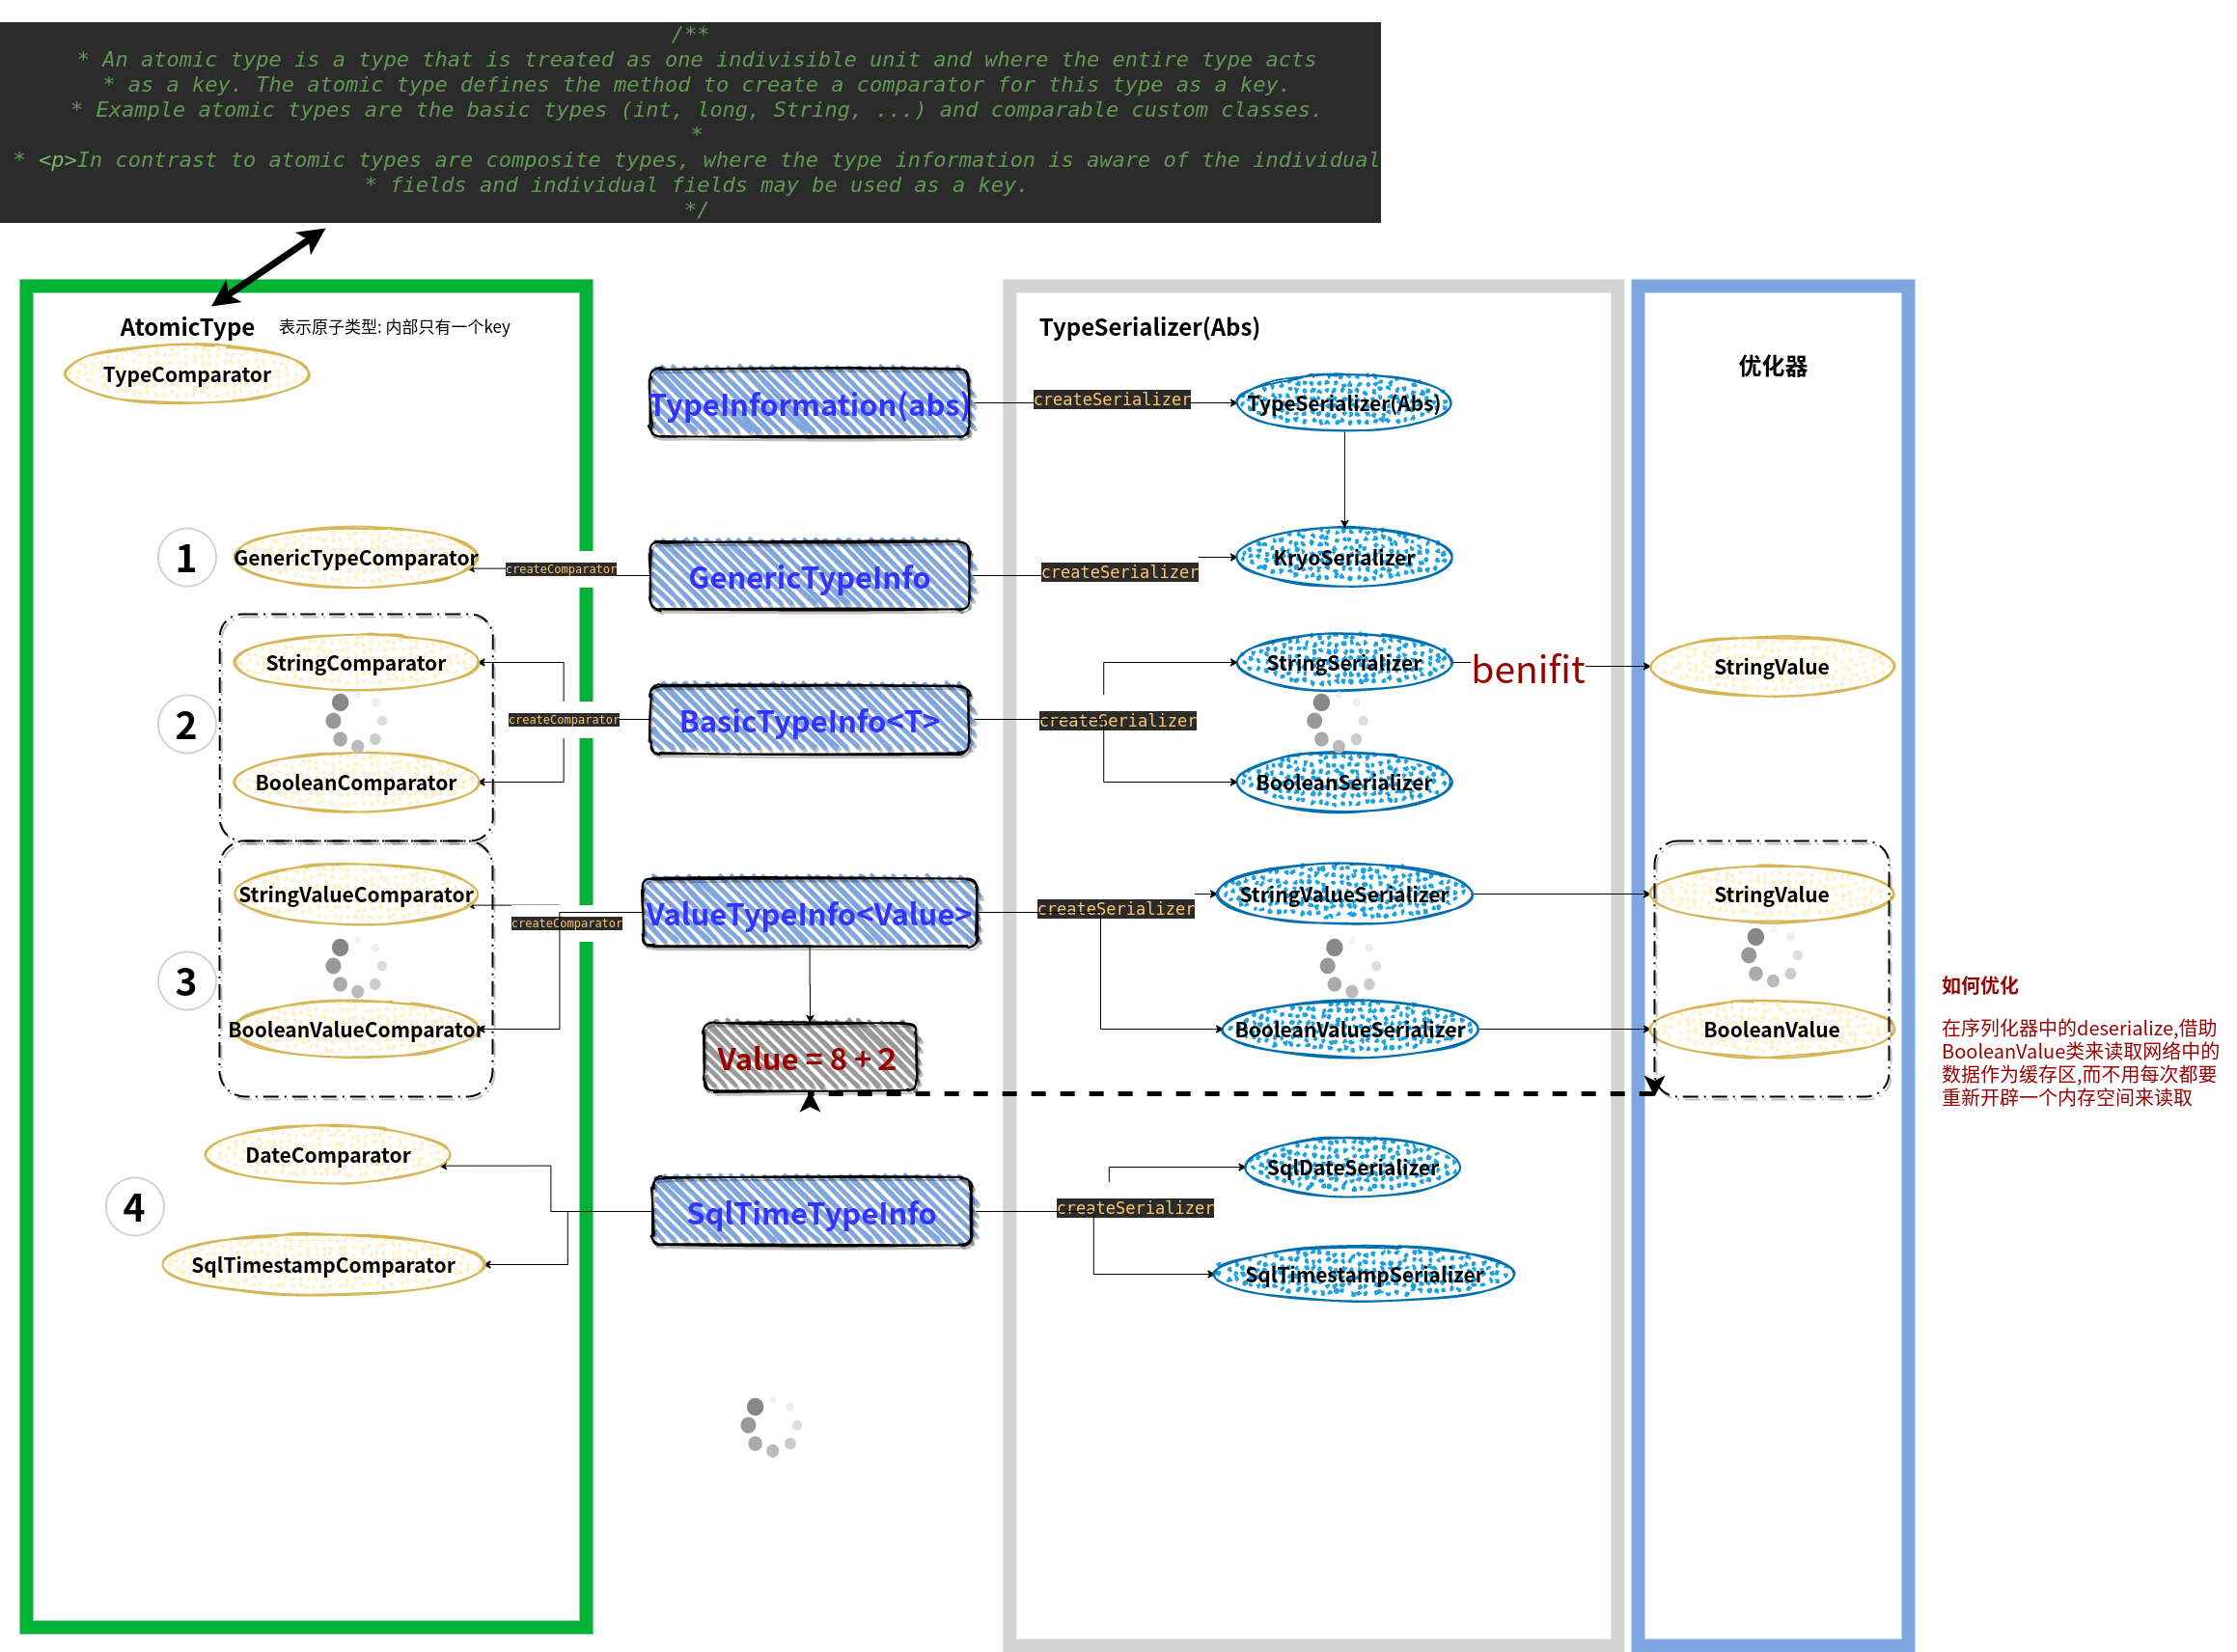 /**
* An atomic type is a type that is treated as one indivisible unit and where the entire type acts
* as a key. The atomic type defines the method to create a comparator for this type as a key.
* Example atomic types are the basic types (int, long, String, ...) and comparable custom classes.
*
* <p>In contrast to atomic types are composite types, where the type information is aware of the individual
* fields and individual fields may be used as a key.
*/
AtomicType
表示原子类型: 内部只有一个key
TypeComparator
TypeInformation(abs)
createSerializer
TypeSerializer(Abs)
TypeSerializer(Abs)
优化器
1
GenericTypeComparator
createComparator
GenericTypeInfo
createSerializer
KryoSerializer
2
StringComparator
BooleanComparator
createComparator
BasicTypeInfo<T>
createSerializer
StringSerializer
BooleanSerializer
benifit
StringValue
3
StringValueComparator
BooleanValueComparator
createComparator
ValueTypeInfo<Value>
Value = 8 + 2
createSerializer
StringValueSerializer
BooleanValueSerializer
StringValue
BooleanValue
如何优化
在序列化器中的deserialize,借助
BooleanValue类来读取网络中的
数据作为缓存区,而不用每次都要
重新开辟一个内存空间来读取
4
DateComparator
SqlTimestampComparator
SqlTimeTypeInfo
createSerializer
SqlDateSerializer
SqlTimestampSerializer